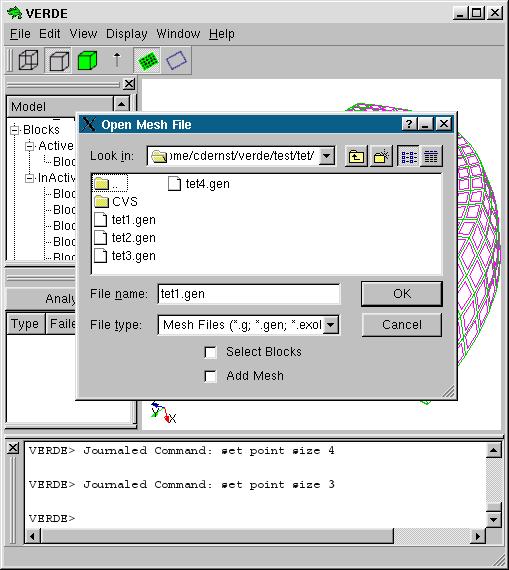 VERDE
File Edit View Display Window Help
Model
Blocks
Active
Bloc
InActiv
Bloc
Bloc
Bloc
Bloc
Open Mesh File
Look in: ome/cdernst/verde/test/tet/
..
CVS
tet1.gen
tet2.gen
tet3.gen
tet4.gen
File name: tet1.gen
OK
File type: Mesh Files (*.g; *.gen; *.exoI
Cancel
Select Blocks
Add Mesh
Analy
Type Faile
X
VERDE> Journaled Command: set point size 4
VERDE> Journaled Command: set point size 3
VERDE>